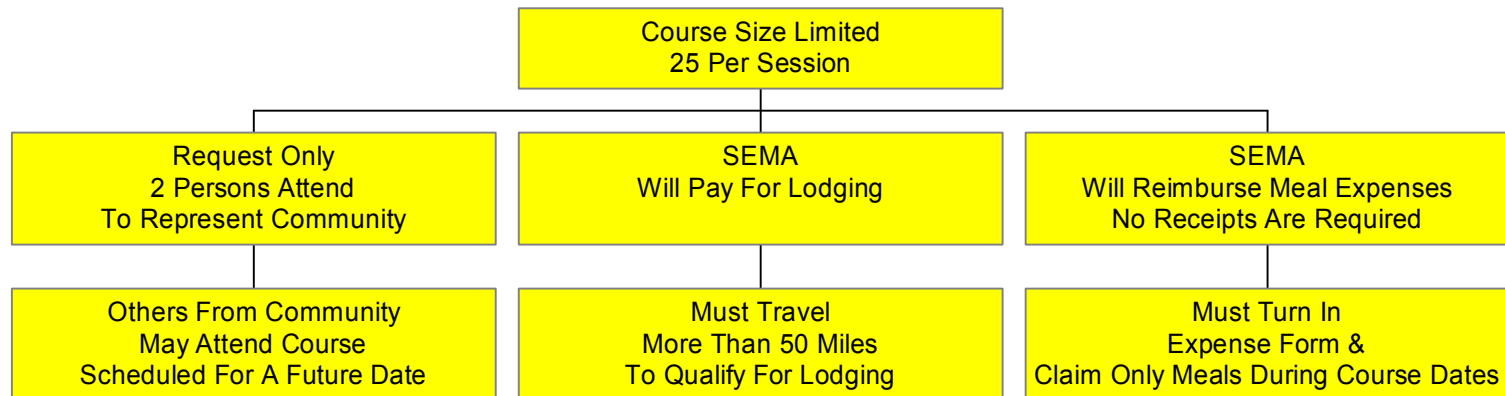 Course Size Limited
25 Per Session
Request Only
2 Persons Attend
To Represent Community
SEMA
Will Pay For Lodging
SEMA
Will Reimburse Meal Expenses
No Receipts Are Required
Others From Community
May Attend Course
Scheduled For A Future Date
Must Travel
More Than 50 Miles
To Qualify For Lodging
Must Turn In
Expense Form &
Claim Only Meals During Course Dates